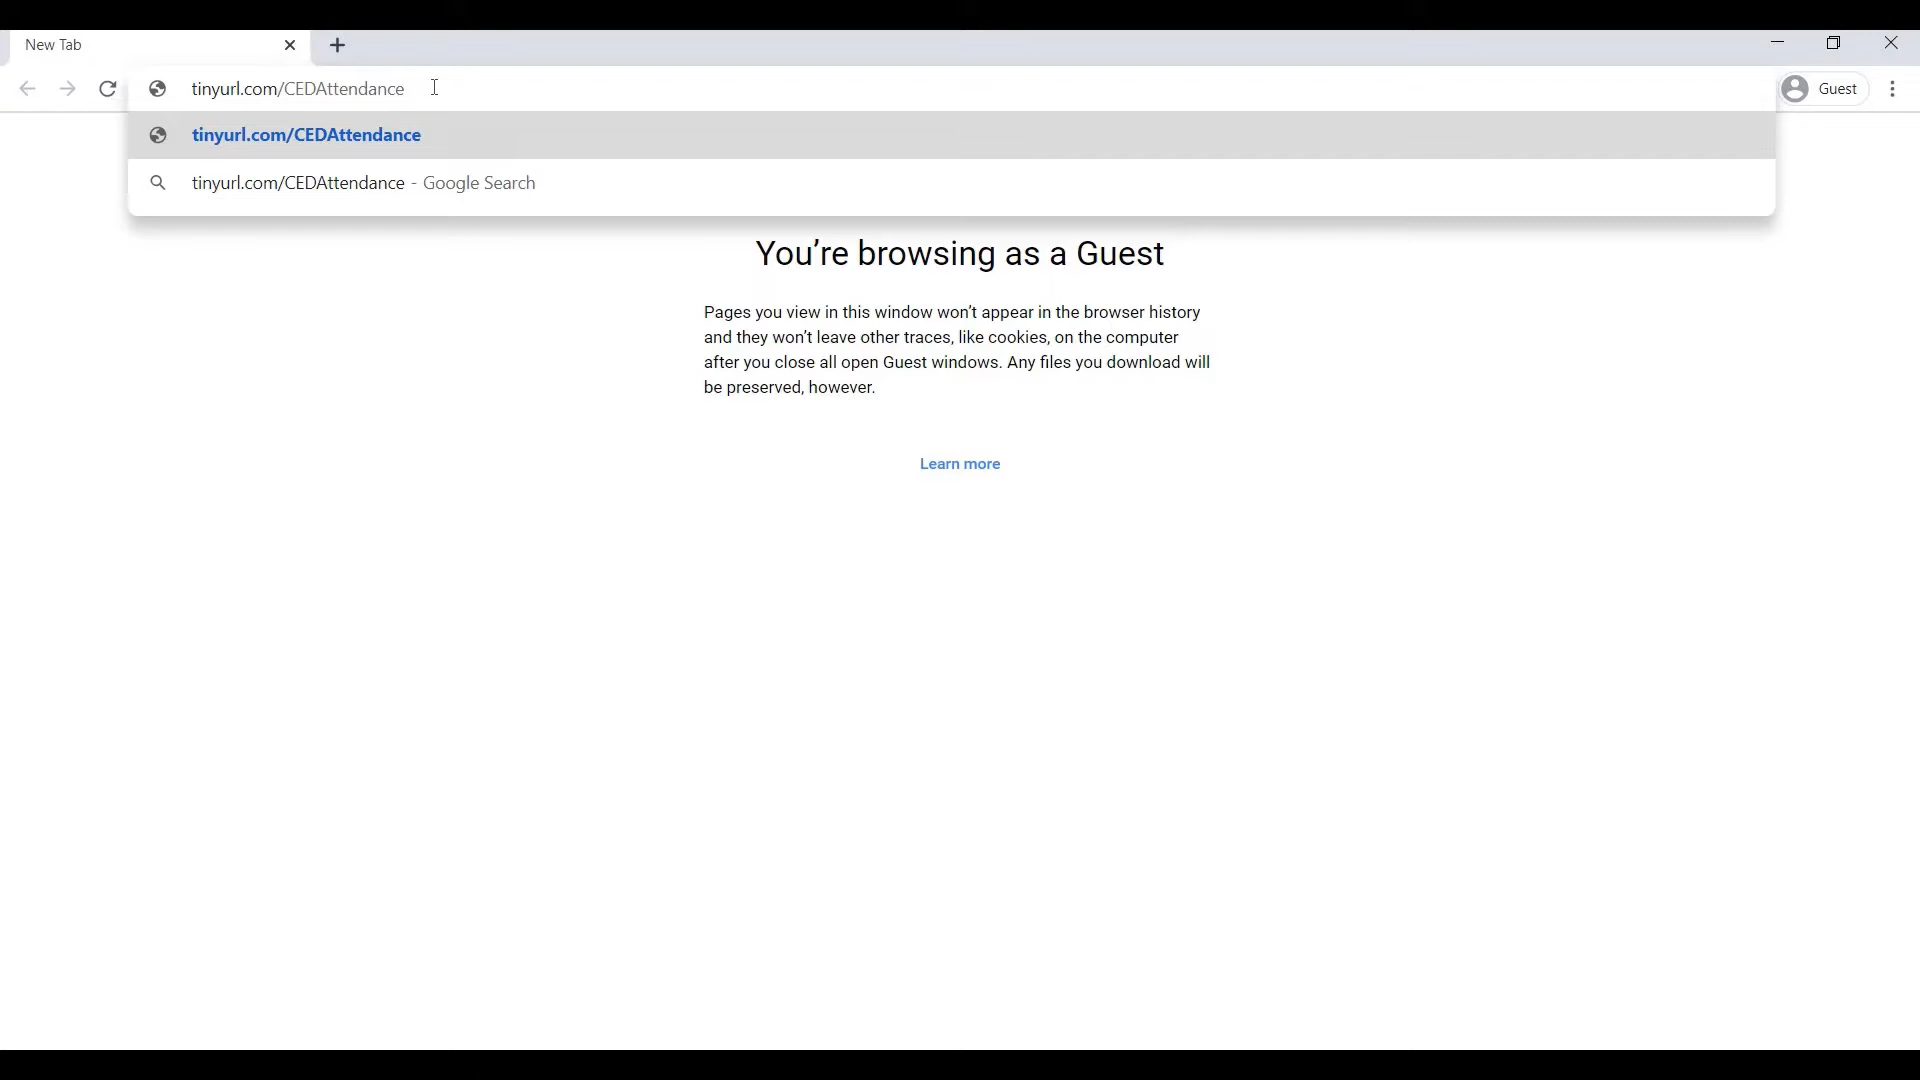 New Tab
tinyurl.com/CEDAttendance
Guest
tinyurl.com/CEDAttendance
tinyurl.com/CEDAttendance - Google Search
You’re browsing as a Guest
Pages you view in this window won’t appear in the browser history
and they won’t leave other traces, like cookies, on the computer
after you close all open Guest windows. Any files you download will
be preserved, however.
Learn more